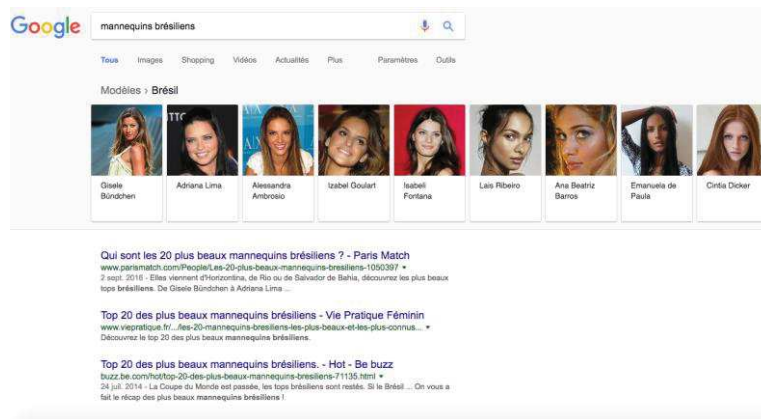 Google
mannequins brésiliens
Tous Images Shopping Vidéos Actualités Plus Paramètres Outils
Modèles › Brésil
Gisele Bündchen
Adriana Lima
Alessandra Ambrosio
Izabel Goulart
Isabeli Fontana
Lais Ribeiro
Ana Beatriz Barros
Emanuela de Paula
Cintia Dicker
Qui sont les 20 plus beaux mannequins brésiliens ? - Paris Match
www.parismatch.com/People/Les-20-plus-beaux-mannequins-bresiliens-1050397
2 sept. 2016 - Elles viennent d'Horizontina, de Rio ou de Salvador de Bahia, découvrez les plus beaux
tops brésiliens. De Gisele Bündchen à Adriana Lima ...
Top 20 des plus beaux mannequins brésiliens - Vie Pratique Féminin
www.viepratique.fr/.../les-20-mannequins-bresiliens-les-plus-beaux-et-les-plus-connus...
Découvrez le top 20 des plus beaux mannequins brésiliens.
Top 20 des plus beaux mannequins brésiliens. - Hot - Be buzz
buzz.be.com/hot/top-20-des-plus-beaux-mannequins-bresiliens-71135.html
24 juil. 2014 - La Coupe du Monde est passée, les tops brésiliens sont restés. Si le Brésil ... On vous a
fait le récap des plus beaux mannequins brésiliens !